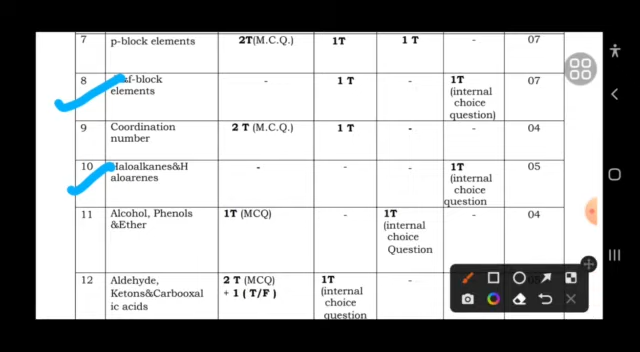 7 p-block elements 2T(M.C.Q.) 1T 1 T - 07
8 &f-block - 1 T 1T - 07
elements (internal
choice
question)
9 Coordination 2 T (M.C.Q.) 1T - - 04
number
10 Haloalkanes&H - - 1T 05
aloarenes (internal
choice
question
11 Alcohol, Phenols 1T (MCQ) - 1T - 04
&Ether (internal
choice
Question
12 Aldehyde, 2 T (MCQ) 1T -
Ketons&Carbooxal + 1 ( T/F ) (internal
ic acids choice
question